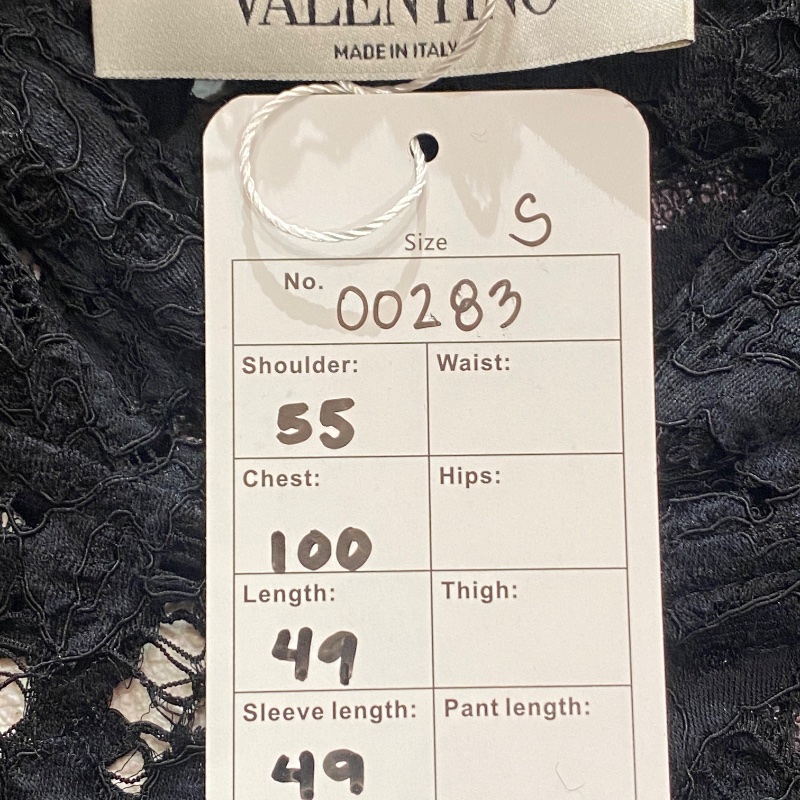 VALENTINO
MADE IN ITALY
Size S
No. 00283
Shoulder: 55 Waist:
Chest: 100 Hips:
Length: 49 Thigh:
Sleeve length: 49 Pant length: